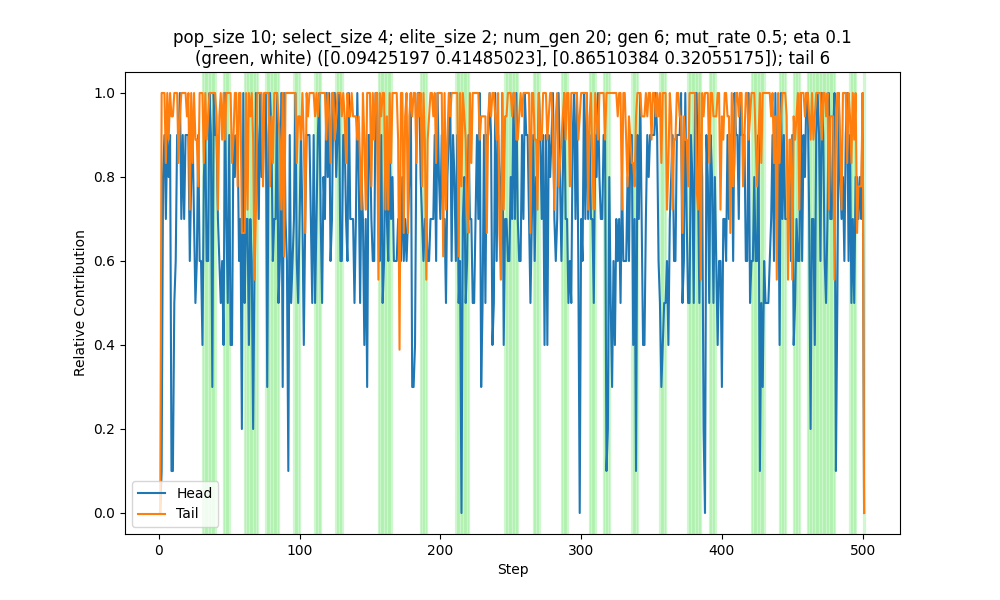 pop_size 10; select_size 4; elite_size 2; num_gen 20; gen 6; mut_rate 0.5; eta 0.1
(green, white) ([0.09425197 0.41485023], [0.86510384 0.32055175]); tail 6
Relative Contribution
1.0
0.8
0.6
0.4
0.2
0.0
Head
Tail
0
100
200
300
400
500
Step